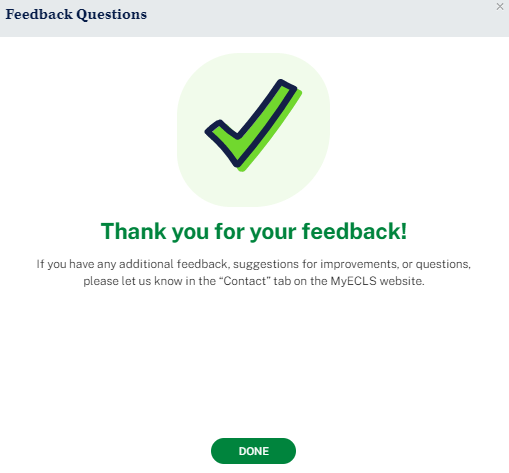 Feedback Questions
Thank you for your feedback!
If you have any additional feedback, suggestions for improvements, or questions,
please let us know in the “Contact” tab on the MyECLS website.
DONE